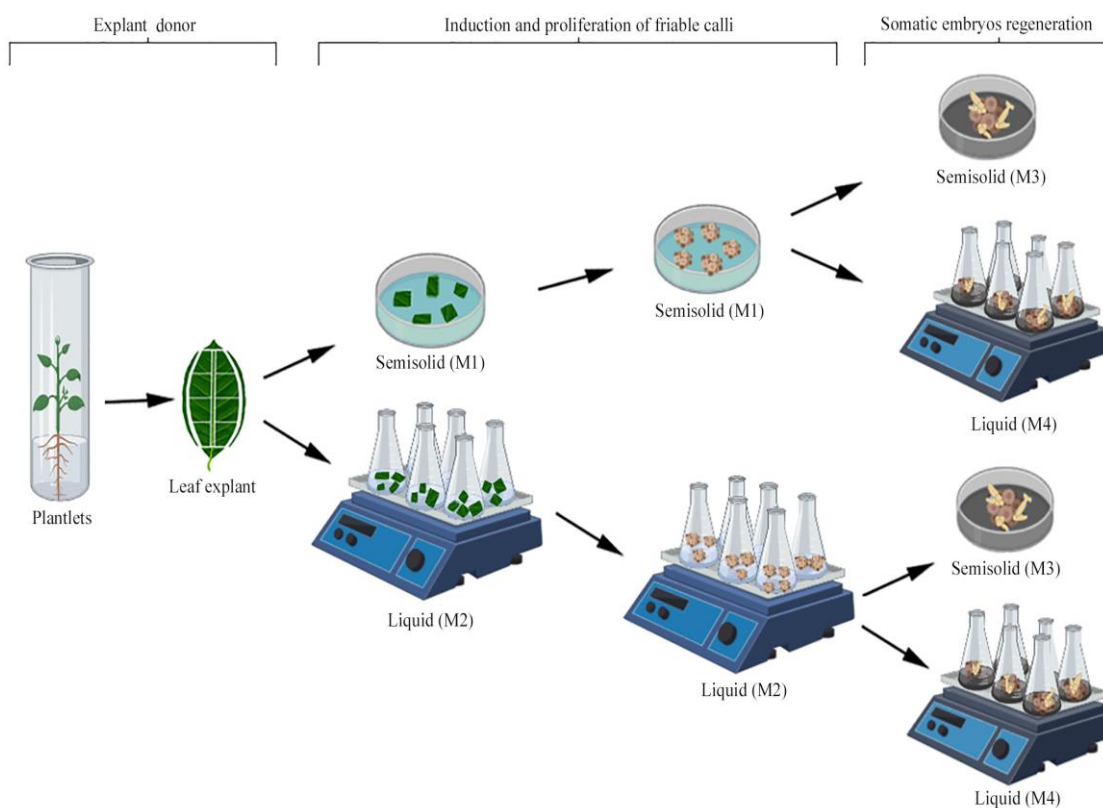 Explant donor
Induction and proliferation of friable calli
Somatic embryos regeneration
Semisolid (M3)
Semisolid (M1)
Semisolid (M1)
Liquid (M4)
Leaf explant
Plantlets
Semisolid (M3)
Liquid (M2)
Liquid (M2)
Liquid (M4)